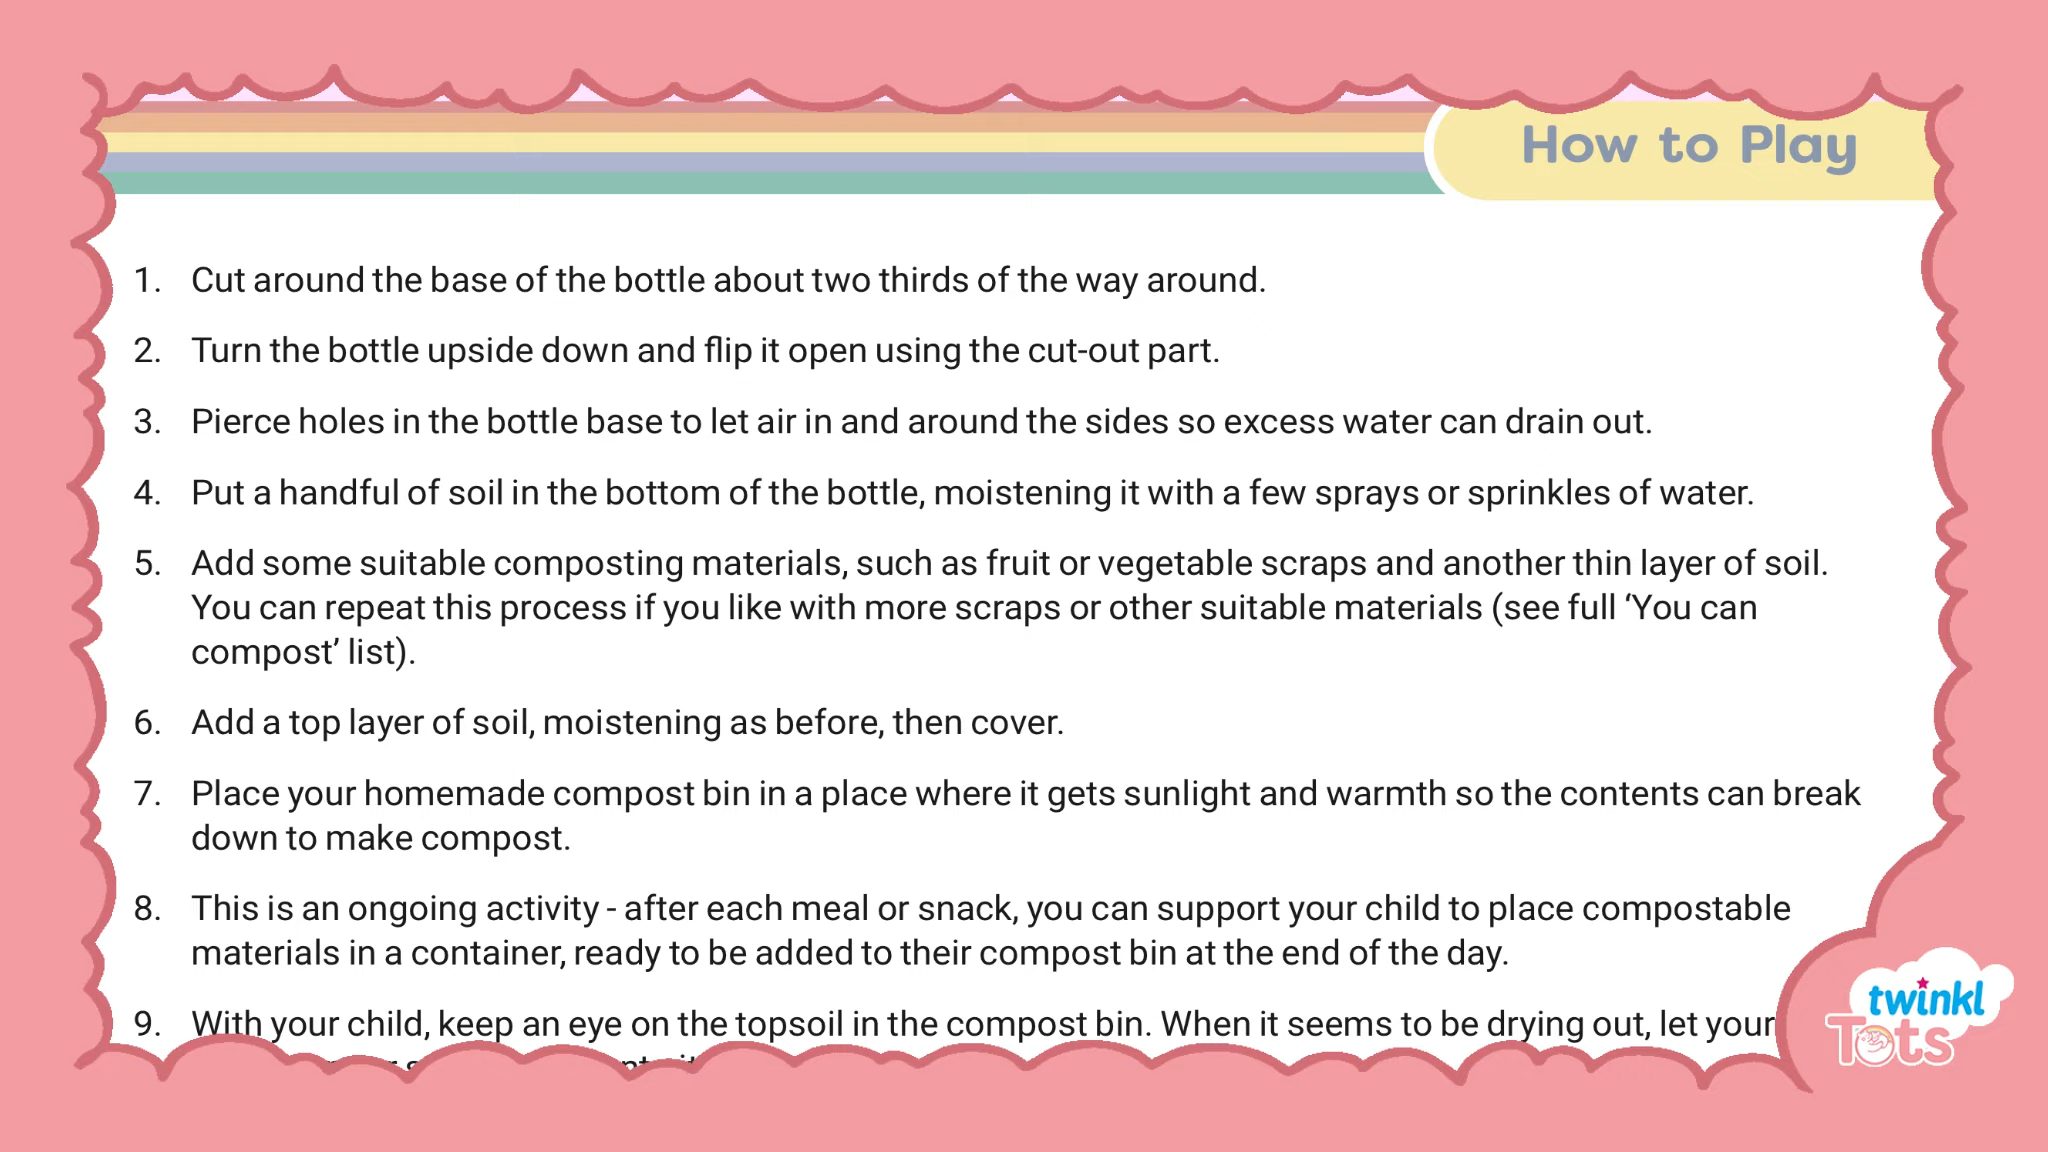 How to Play
1. Cut around the base of the bottle about two thirds of the way around.
2. Turn the bottle upside down and flip it open using the cut-out part.
3. Pierce holes in the bottle base to let air in and around the sides so excess water can drain out.
4. Put a handful of soil in the bottom of the bottle, moistening it with a few sprays or sprinkles of water.
5. Add some suitable composting materials, such as fruit or vegetable scraps and another thin layer of soil.
You can repeat this process if you like with more scraps or other suitable materials (see full ‘You can
compost’ list).
6. Add a top layer of soil, moistening as before, then cover.
7. Place your homemade compost bin in a place where it gets sunlight and warmth so the contents can break
down to make compost.
8. This is an ongoing activity - after each meal or snack, you can support your child to place compostable
materials in a container, ready to be added to their compost bin at the end of the day.
9. With your child, keep an eye on the topsoil in the compost bin. When it seems to be drying out, let your
twinkl
Tots